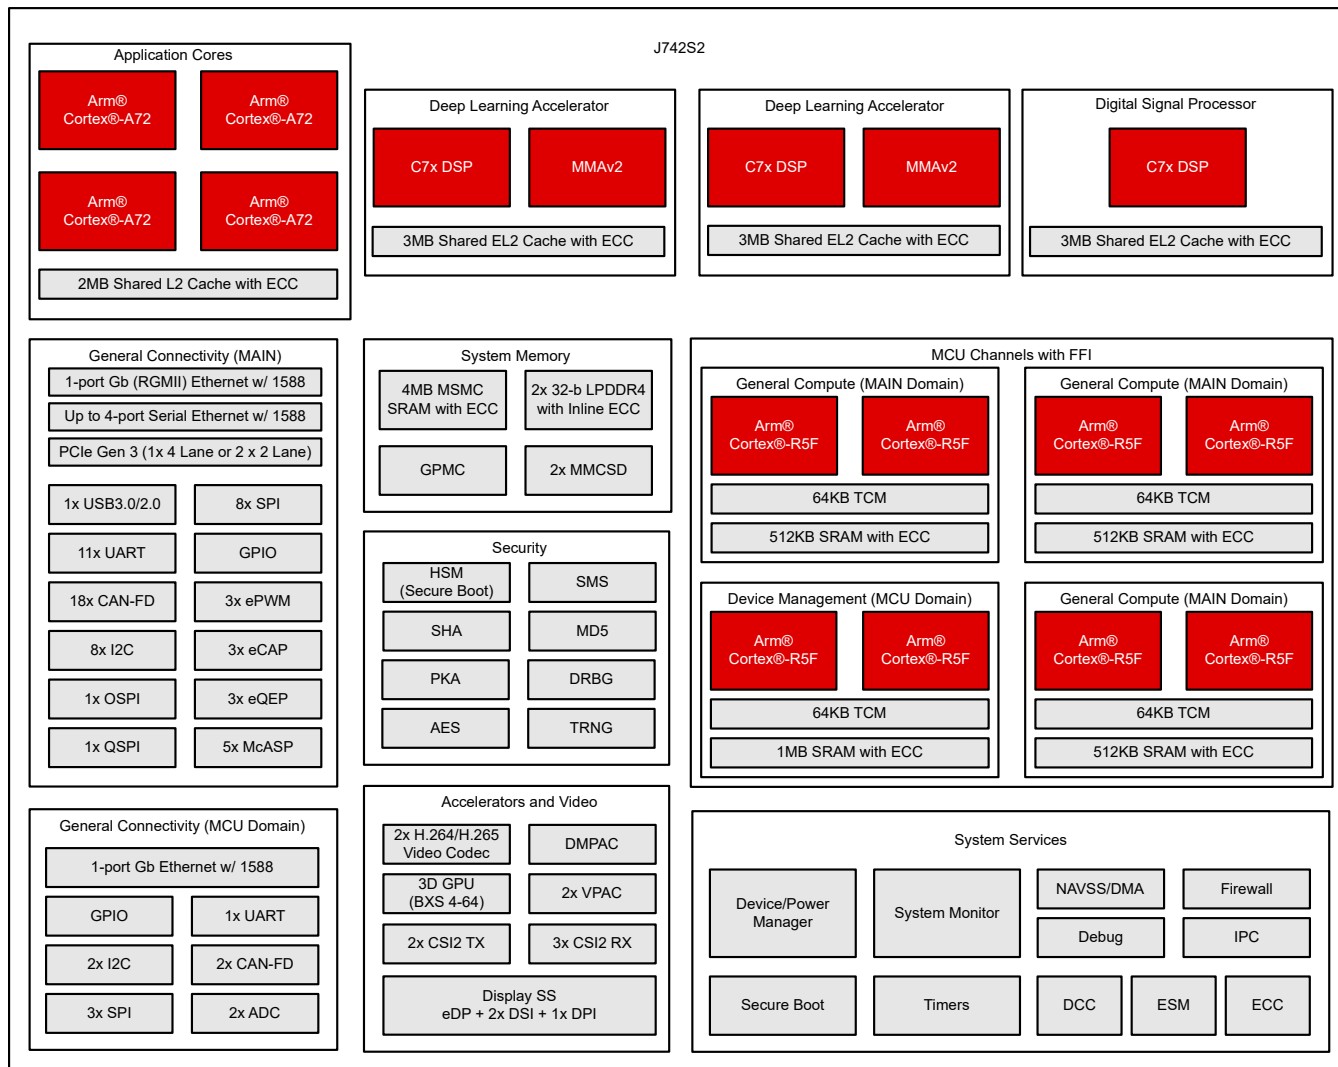 J742S2
Application Cores
Arm®
Cortex®-A72
Arm®
Cortex®-A72
Arm®
Cortex®-A72
Arm®
Cortex®-A72
2MB Shared L2 Cache with ECC
Deep Learning Accelerator
C7x DSP
MMAv2
3MB Shared EL2 Cache with ECC
Deep Learning Accelerator
C7x DSP
MMAv2
3MB Shared EL2 Cache with ECC
Digital Signal Processor
C7x DSP
3MB Shared EL2 Cache with ECC
General Connectivity (MAIN)
1-port Gb (RGMII) Ethernet w/ 1588
Up to 4-port Serial Ethernet w/ 1588
PCIe Gen 3 (1x 4 Lane or 2 x 2 Lane)
1x USB3.0/2.0
8x SPI
11x UART
GPIO
18x CAN-FD
3x ePWM
8x I2C
3x eCAP
1x OSPI
3x eQEP
1x QSPI
5x McASP
System Memory
4MB MSMC
SRAM with ECC
2x 32-b LPDDR4
with Inline ECC
GPMC
2x MMCSD
Security
HSM
(Secure Boot)
SMS
SHA
MD5
PKA
DRBG
AES
TRNG
MCU Channels with FFI
General Compute (MAIN Domain)
Arm®
Cortex®-R5F
Arm®
Cortex®-R5F
64KB TCM
512KB SRAM with ECC
General Compute (MAIN Domain)
Arm®
Cortex®-R5F
Arm®
Cortex®-R5F
64KB TCM
512KB SRAM with ECC
Device Management (MCU Domain)
Arm®
Cortex®-R5F
Arm®
Cortex®-R5F
64KB TCM
1MB SRAM with ECC
General Compute (MAIN Domain)
Arm®
Cortex®-R5F
Arm®
Cortex®-R5F
64KB TCM
512KB SRAM with ECC
General Connectivity (MCU Domain)
1-port Gb Ethernet w/ 1588
GPIO
1x UART
2x I2C
2x CAN-FD
3x SPI
2x ADC
Accelerators and Video
2x H.264/H.265
Video Codec
DMPAC
3D GPU
(BXS 4-64)
2x VPAC
2x CSI2 TX
3x CSI2 RX
Display SS
eDP + 2x DSI + 1x DPI
System Services
Device/Power
Manager
System Monitor
NAVSS/DMA
Firewall
Debug
IPC
Secure Boot
Timers
DCC
ESM
ECC